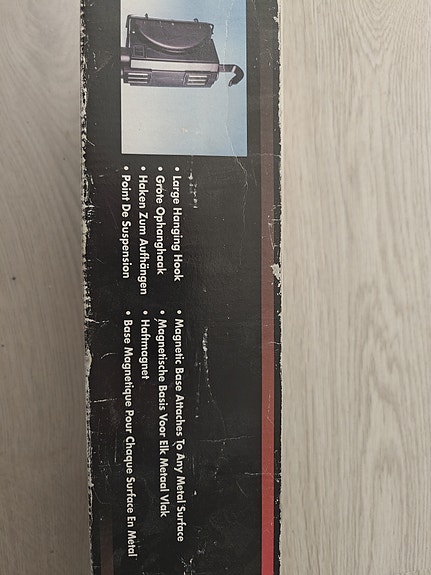 • Large Hanging Hook
• Grote Ophanghaak
• Haken Zum Aufhängen
• Point De Suspension
• Magnetic Base Attaches To Any Metal Surface
• Magnetische Basis Voor Elk Metaal Vlak
• Haftmagnet
• Base Magnetique Pour Chaque Surface En Metal